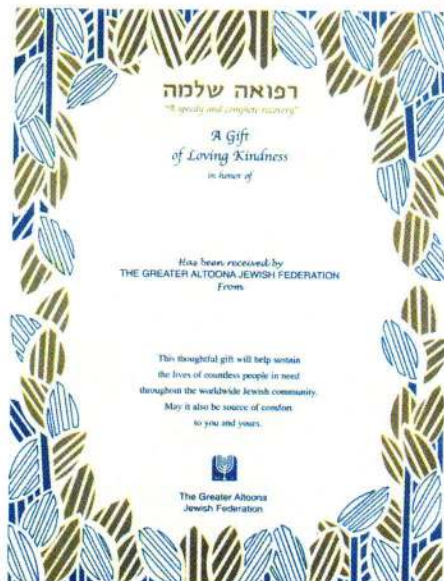 רפואה שלמה
"A speedy and complete recovery"
A Gift
of Loving Kindness
in honor of
Has been received by
THE GREATER ALTOONA JEWISH FEDERATION
From
This thoughtful gift will help sustain
the lives of countless people in need
throughout the worldwide Jewish community.
May it also be source of comfort
to you and yours.
The Greater Altoona
Jewish Federation